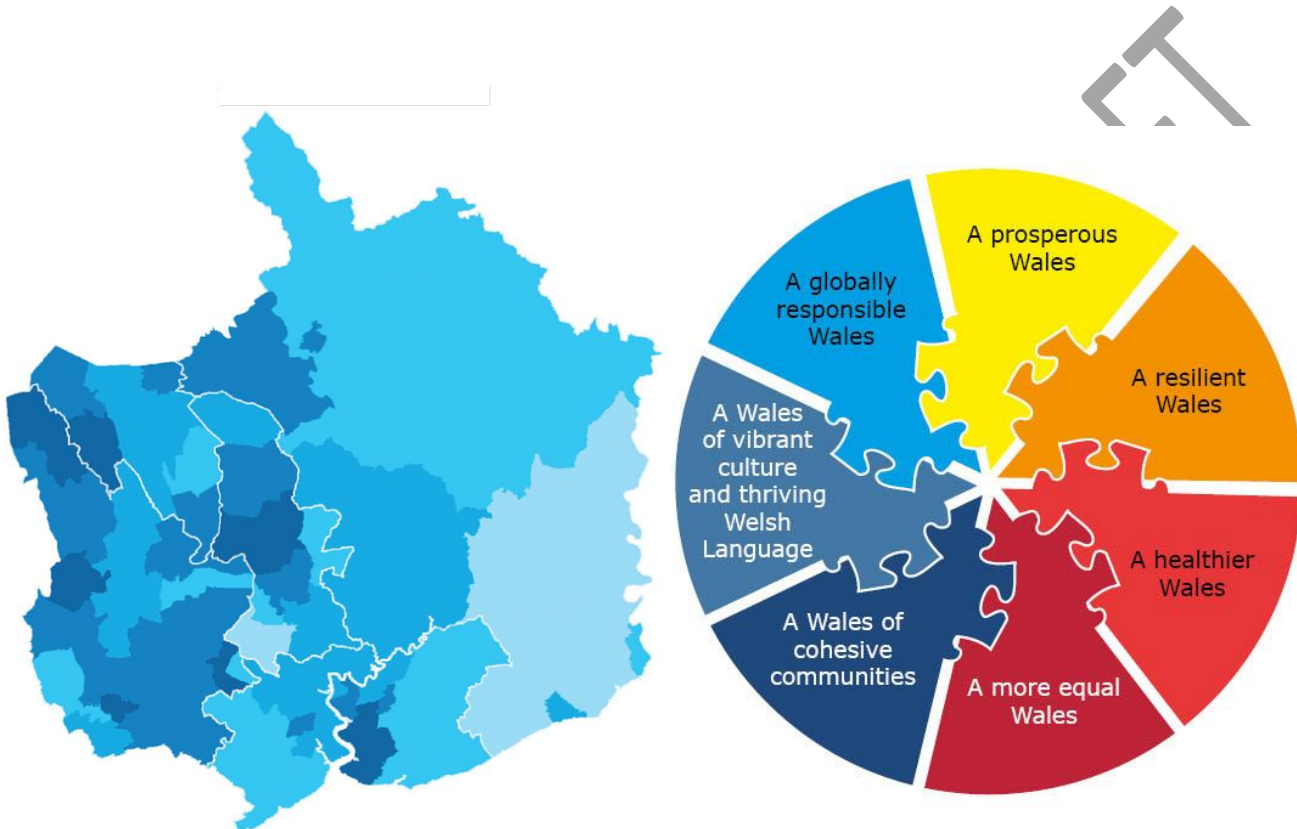 A prosperous
Wales
A resilient
Wales
A healthier
Wales
A more equal
Wales
A Wales of
cohesive
communities
A Wales
of vibrant
culture
and thriving
Welsh
Language
A globally
responsible
Wales